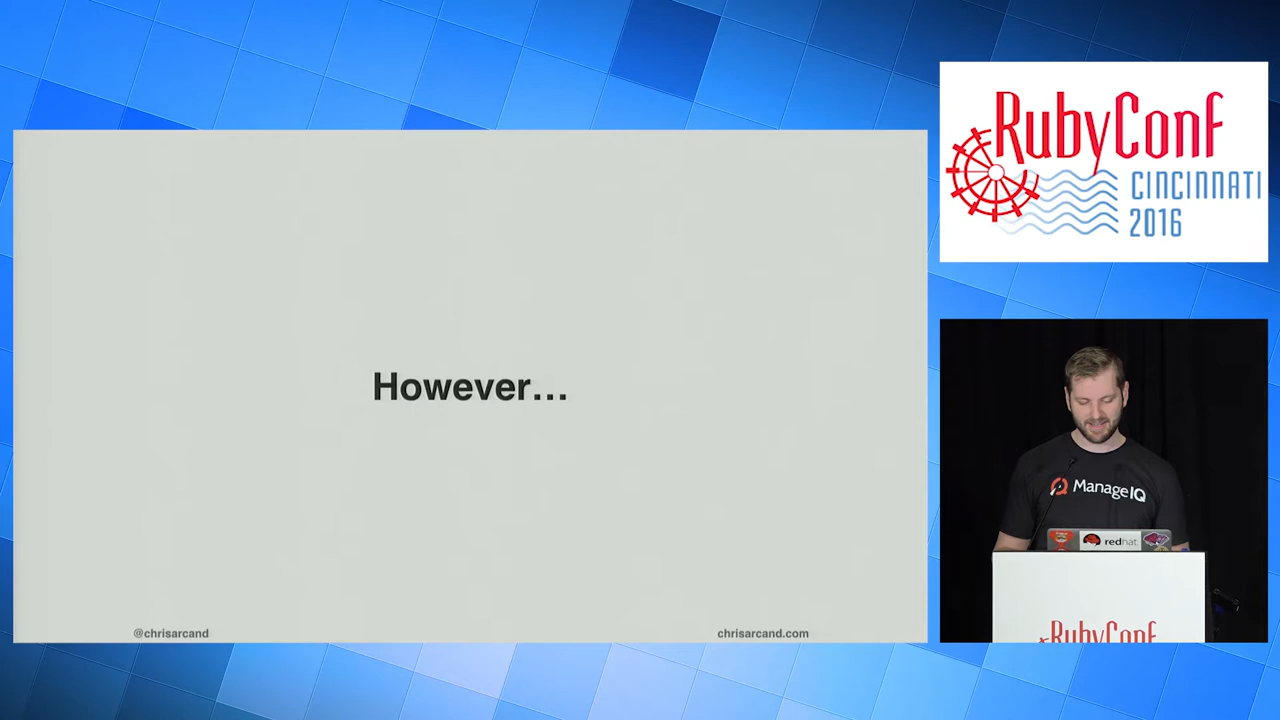 However...
@chrisarcand
chrisarcand.com
RubyConf
CINCINNATI
2016
ManageIQ
redhat
RubyConf